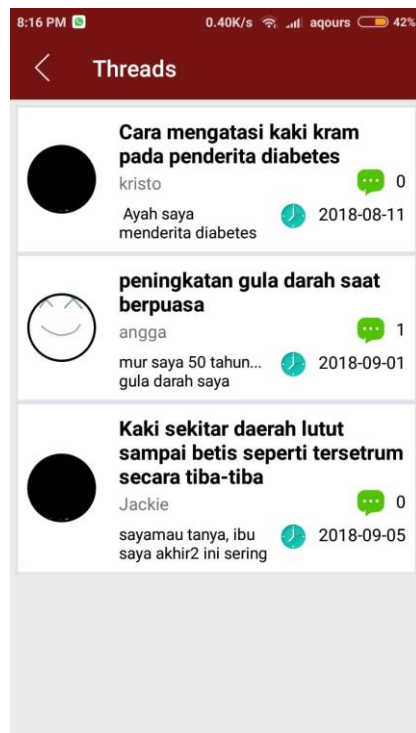 8:16 PM 0.40K/s aqours 42%
Threads
Cara mengatasi kaki kram
pada penderita diabetes
kristo
0
Ayah saya
menderita diabetes
2018-08-11
peningkatan gula darah saat
berpuasa
angga
1
mur saya 50 tahun...
gula darah saya
2018-09-01
Kaki sekitar daerah lutut
sampai betis seperti tersetrum
secara tiba-tiba
Jackie
0
sayamau tanya, ibu
saya akhir2 ini sering
2018-09-05